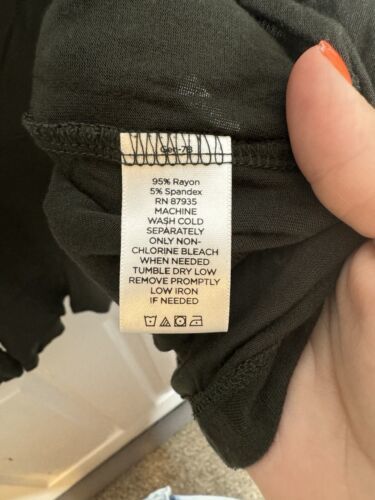 95% Rayon
5% Spandex
RN 87935
MACHINE
WASH COLD
SEPARATELY
ONLY NON-
CHLORINE BLEACH
WHEN NEEDED
TUMBLE DRY LOW
REMOVE PROMPTLY
LOW IRON
IF NEEDED